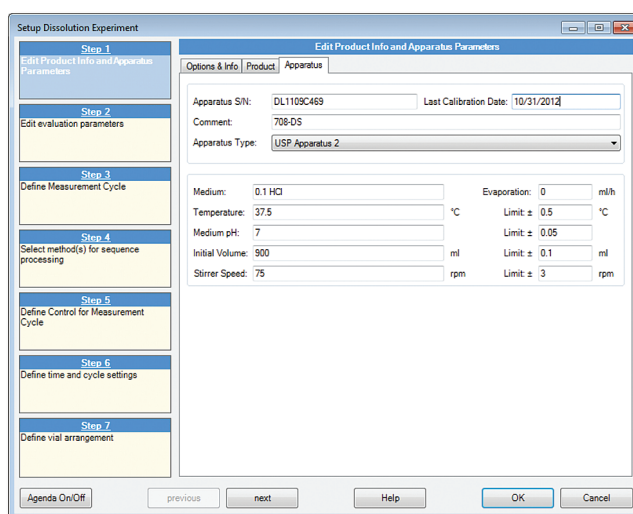 Setup Dissolution Experiment
Step 1
Edit Product Info and Apparatus
Parameters
Step 2
Edit evaluation parameters
Step 3
Define Measurement Cycle
Step 4
Select method(s) for sequence
processing
Step 5
Define Control for Measurement
Cycle
Step 6
Define time and cycle settings
Step 7
Define vial arrangement
Edit Product Info and Apparatus Parameters
Options & Info Product Apparatus
Apparatus S/N: DL1109C469 Last Calibration Date: 10/31/2012
Comment: 708-DS
Apparatus Type: USP Apparatus 2
Medium: 0.1 HCl Evaporation: 0 ml/h
Temperature: 37.5 °C Limit: ± 0.5 °C
Medium pH: 7 Limit: ± 0.05
Initial Volume: 900 ml Limit: ± 0.1 ml
Stirrer Speed: 75 rpm Limit: ± 3 rpm
Agenda On/Off previous next Help OK Cancel